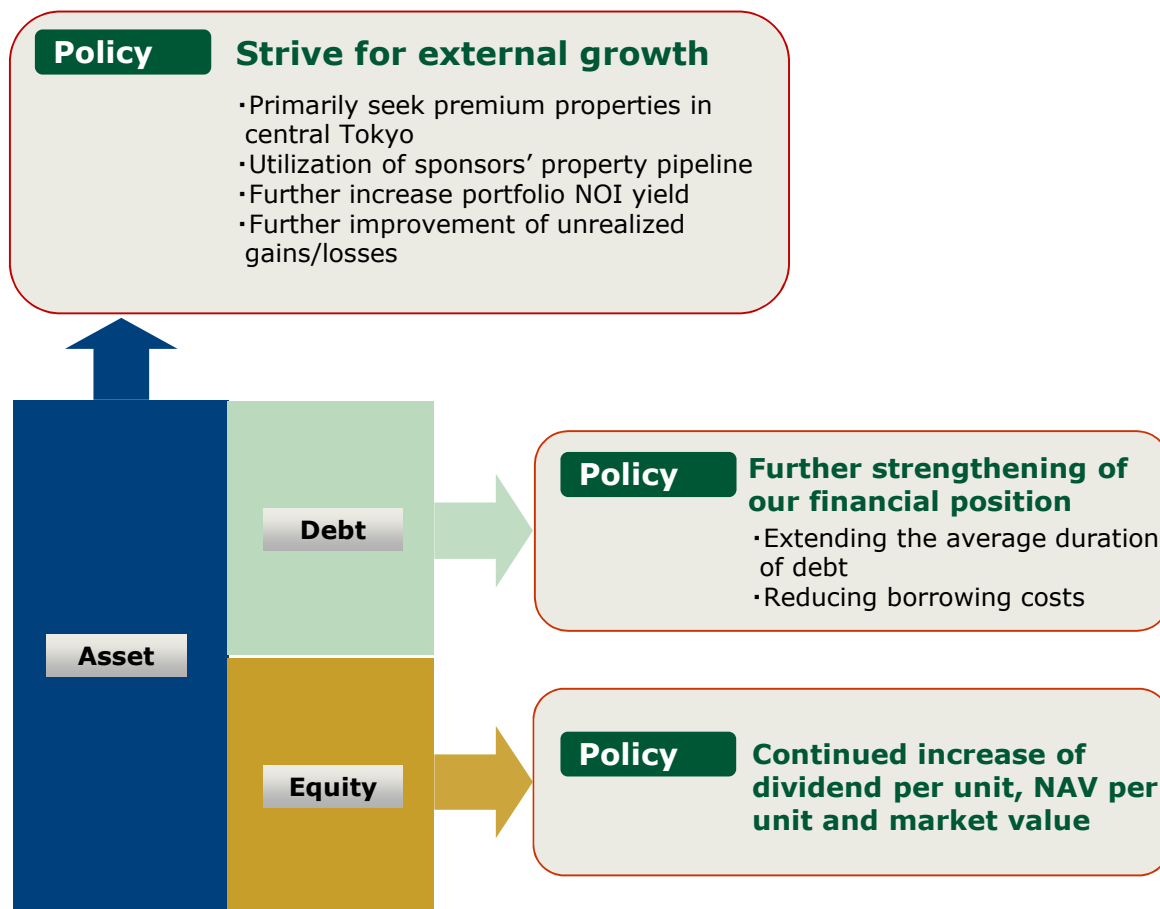 Policy
Strive for external growth
・Primarily seek premium properties in
central Tokyo
・Utilization of sponsors’ property pipeline
・Further increase portfolio NOI yield
・Further improvement of unrealized
gains/losses
Asset
Debt
Equity
Policy
Further strengthening of
our financial position
・Extending the average duration
of debt
・Reducing borrowing costs
Policy
Continued increase of
dividend per unit, NAV per
unit and market value